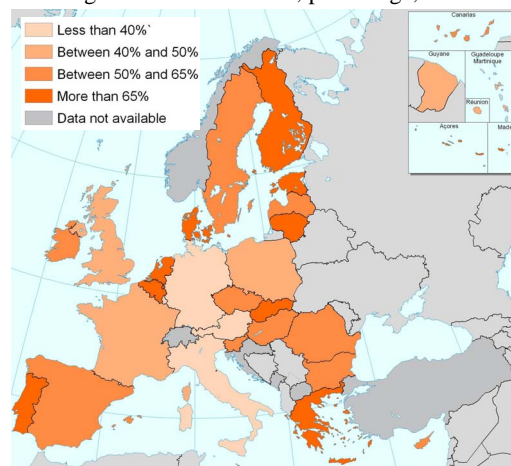 Less than 40%`
Between 40% and 50%
Between 50% and 65%
More than 65%
Data not available
Canarias
Guyane
Guadeloupe
Martinique
Réunion
Açores